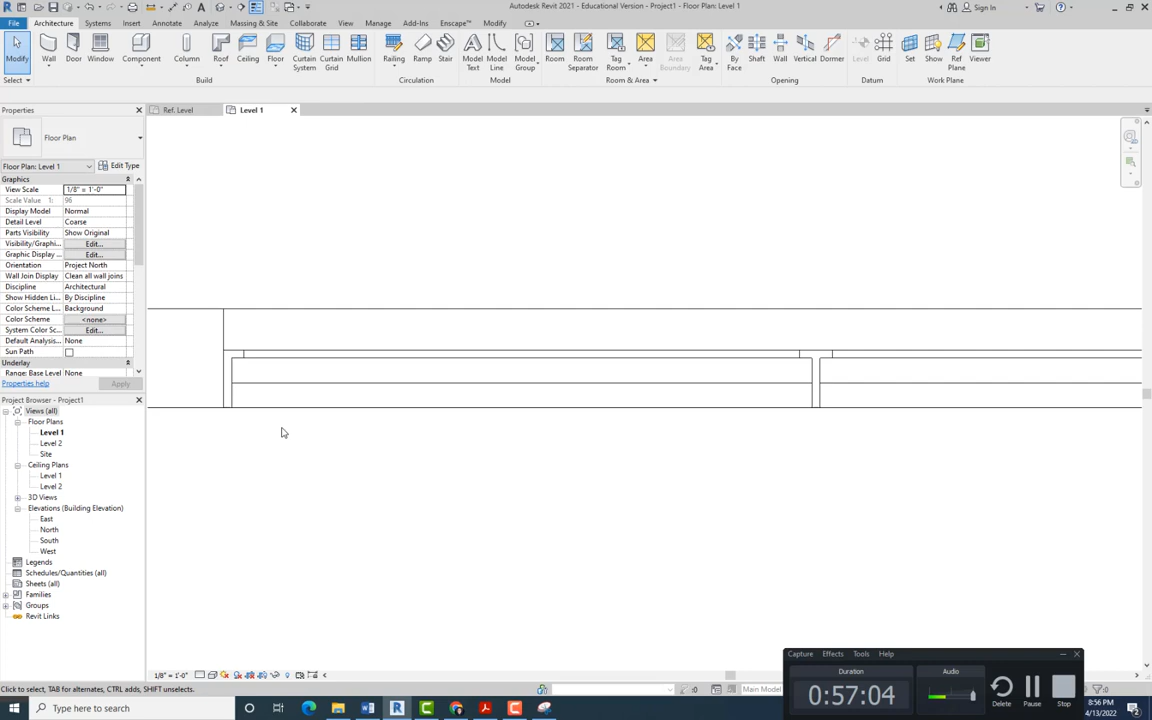 Autodesk Revit 2021 - Educational Version - Project1 - Floor Plan: Level 1
Sign In
File Architecture Systems Insert Annotate Analyze Massing & Site Collaborate View Manage Add-Ins Enscape™ Modify
Modify Wall Door Window Component Column Roof Ceiling Floor Curtain System Curtain Grid Mullion Railing Ramp Stair Model Text Model Line Model Group Room Room Separator Tag Room Area Area Boundary Tag Area By Face Shaft Wall Vertical Dormer Level Grid Set Show Ref Plane Viewer
Select Build Circulation Model Room & Area Opening Datum Work Plane
Properties
Ref. Level
Level 1
Floor Plan
Floor Plan: Level 1 Edit Type
Graphics
View Scale 1/8" = 1'-0"
Scale Value 1: 96
Display Model Normal
Detail Level Coarse
Parts Visibility Show Original
Visibility/Graphi... Edit...
Graphic Display ... Edit...
Orientation Project North
Wall Join Display Clean all wall joins
Discipline Architectural
Show Hidden Li... By Discipline
Color Scheme L... Background
Color Scheme <none>
System Color Sc... Edit...
Default Analysis... None
Sun Path
Underlay
Range: Base Level None
Properties help Apply
Project Browser - Project1
Views (all)
Floor Plans
Level 1
Level 2
Site
Ceiling Plans
Level 1
Level 2
3D Views
Elevations (Building Elevation)
East
North
South
West
Legends
Schedules/Quantities (all)
Sheets (all)
Families
Groups
Revit Links
Capture Effects Tools Help
Duration
0:57:04
Audio
Delete Pause Stop
1/8" = 1'-0"
Click to select, TAB for alternates, CTRL adds, SHIFT unselects.
:0
Main Model
:0
Type here to search
8:56 PM
4/13/2022
2